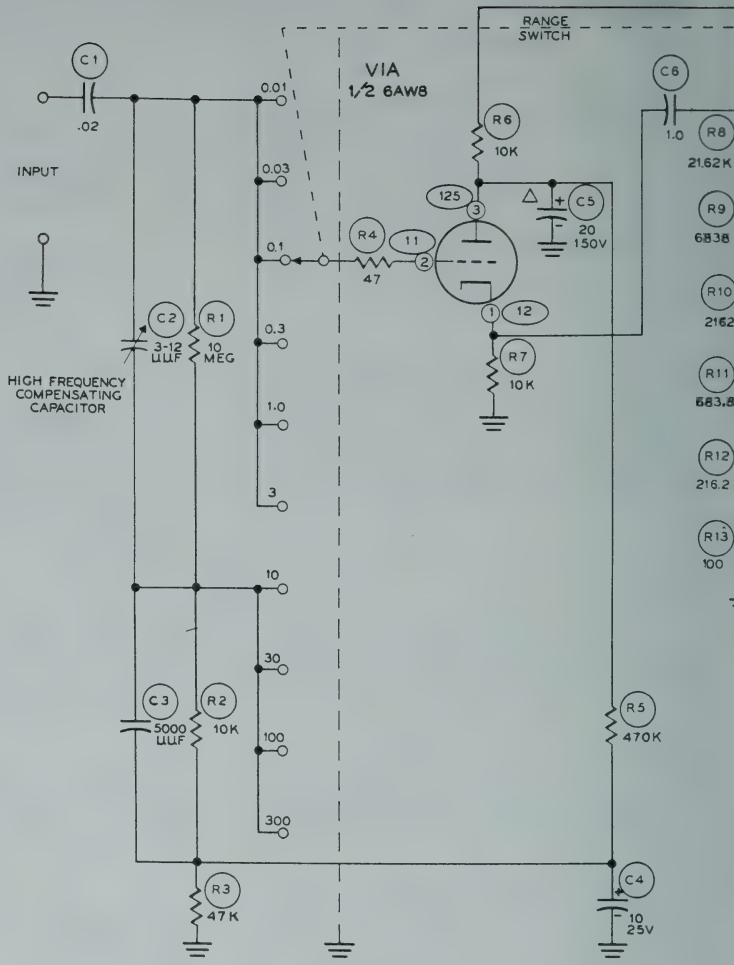 RANGE
SWITCH
C1
.02
INPUT
0.01
0.03
0.1
0.3
1.0
3
10
30
100
300
C2
3-12
UUF
HIGH FREQUENCY
COMPENSATING
CAPACITOR
R1
10
MEG
C3
5000
UUF
R2
10K
R3
47K
V1A
1/2 6AW8
R4
47
11
2
R6
10K
125
3
C5
+
-
20
150V
1
12
R7
10K
C6
1.0
R8
21.62K
R9
6838
R10
2162
R11
683.8
R12
216.2
R13
100
R5
470K
C4
+
-
10
25V